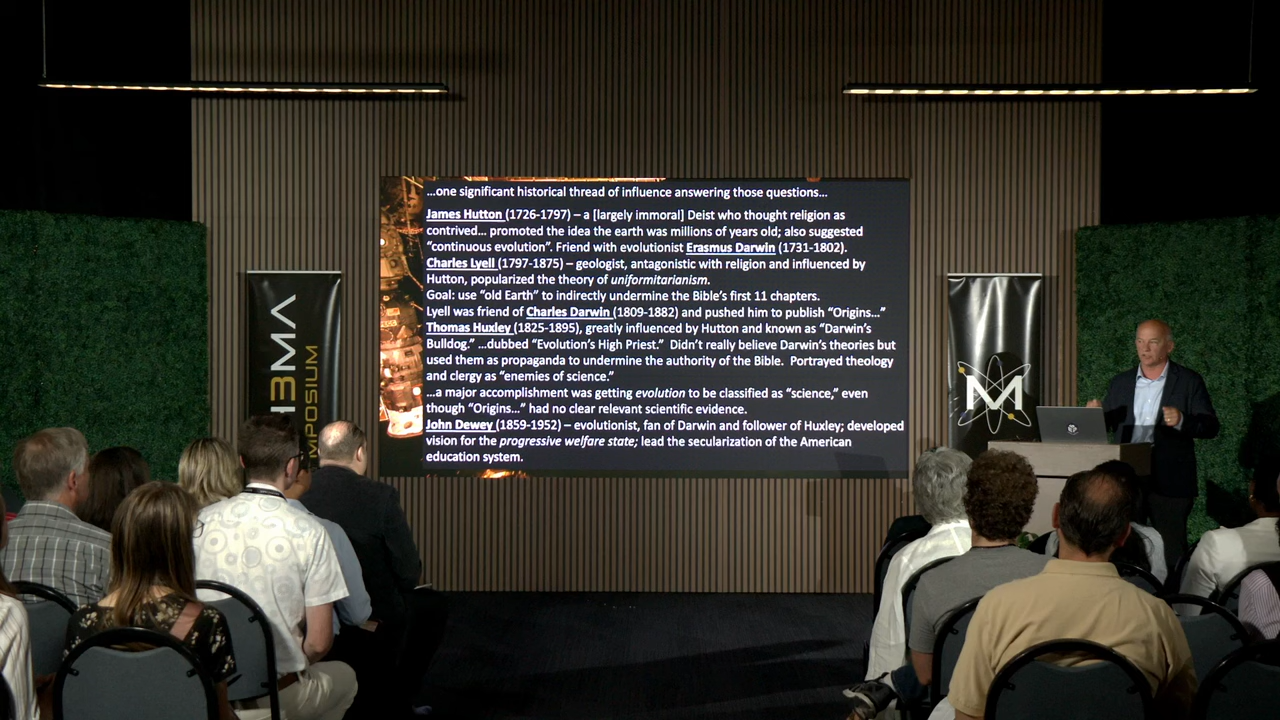 ...one significant historical thread of influence answering those questions...
James Hutton (1726-1797) – a [largely immoral] Deist who thought religion as
contrived... promoted the idea the earth was millions of years old; also suggested
"continuous evolution". Friend with evolutionist Erasmus Darwin (1731-1802).
Charles Lyell (1797-1875) – geologist, antagonistic with religion and influenced by
Hutton, popularized the theory of uniformitarianism.
Goal: use "old Earth" to indirectly undermine the Bible's first 11 chapters.
Lyell was friend of Charles Darwin (1809-1882) and pushed him to publish "Origins..."
Thomas Huxley (1825-1895), greatly influenced by Hutton and known as "Darwin's
Bulldog." ...dubbed "Evolution's High Priest." Didn't really believe Darwin's theories but
used them as propaganda to undermine the authority of the Bible. Portrayed theology
and clergy as "enemies of science."
...a major accomplishment was getting evolution to be classified as "science," even
though "Origins..." had no clear relevant scientific evidence.
John Dewey (1859-1952) – evolutionist, fan of Darwin and follower of Huxley; developed
vision for the progressive welfare state; lead the secularization of the American
education system.
M